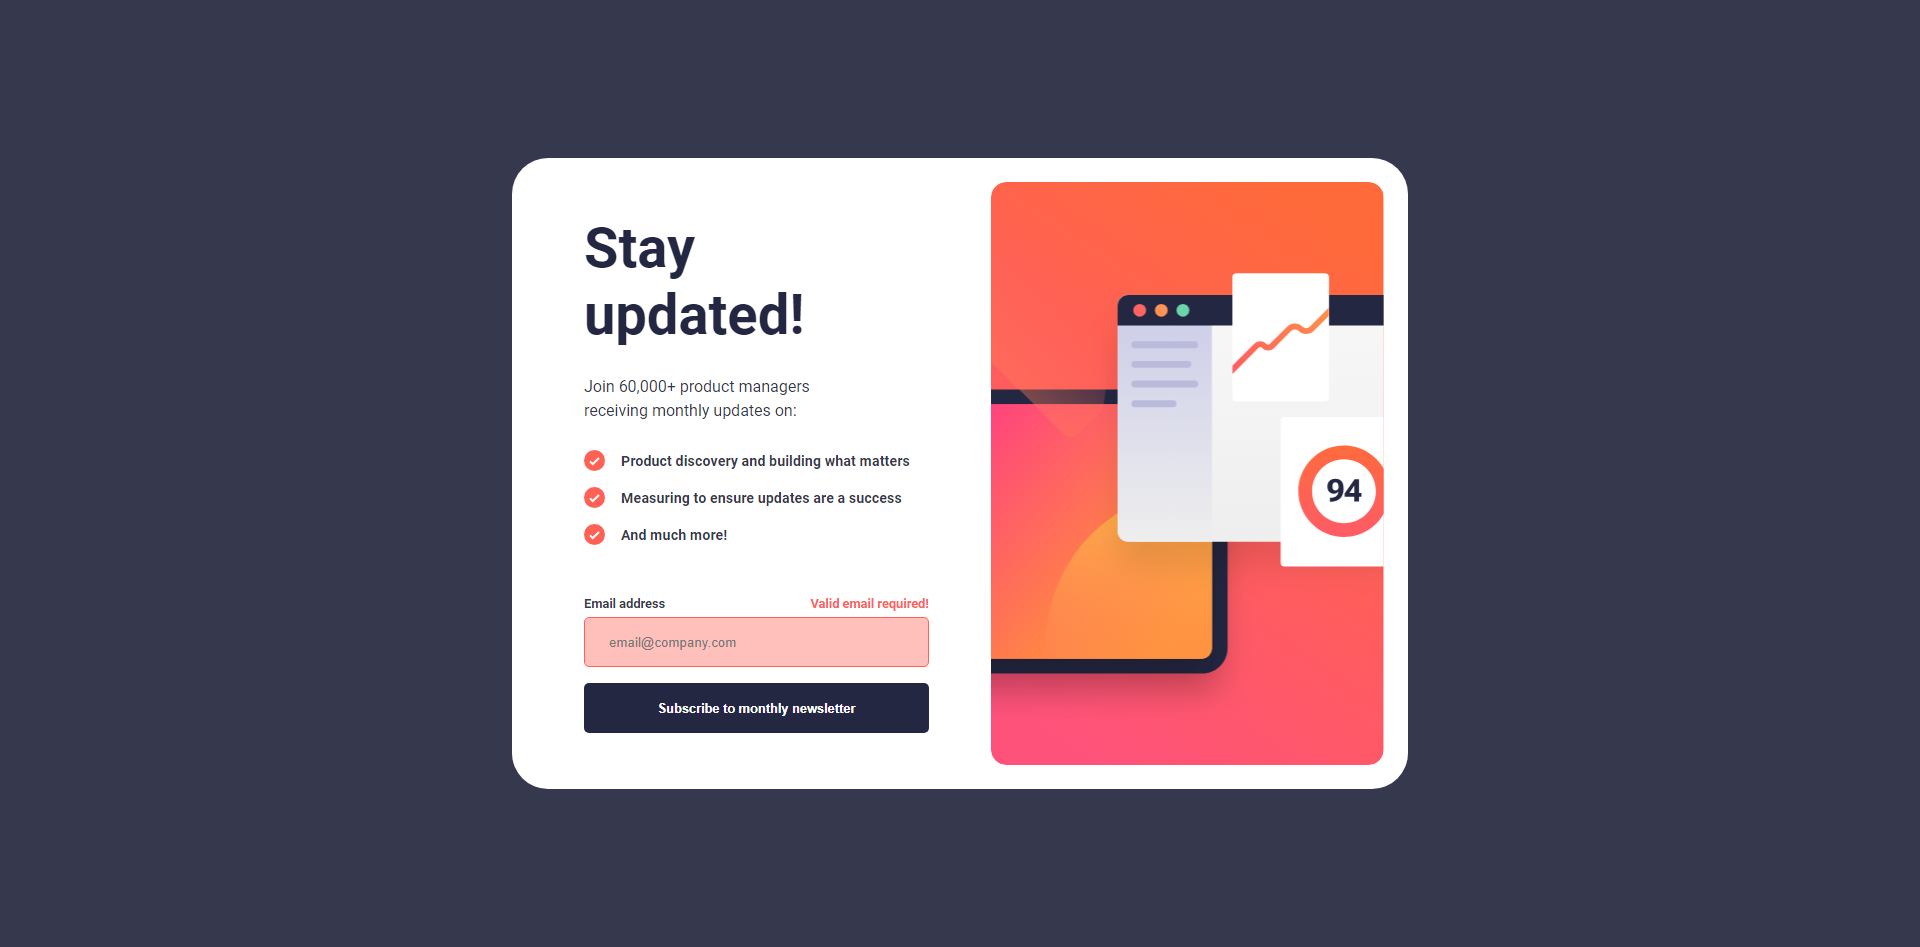 Stay
updated!
Join 60,000+ product managers
receiving monthly updates on:
Product discovery and building what matters
Measuring to ensure updates are a success
And much more!
Email address
Valid email required!
email@company.com
Subscribe to monthly newsletter
94